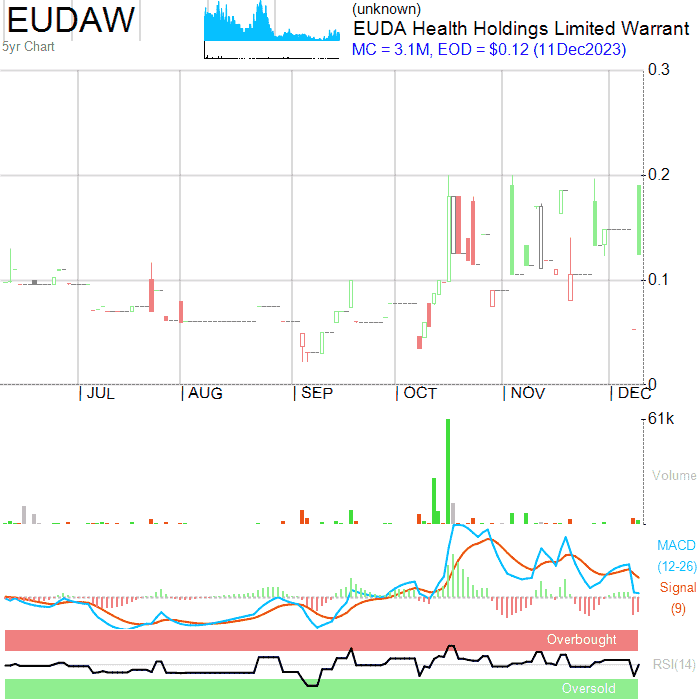 EUDAW
5yr Chart
(unknown)
EUDA Health Holdings Limited Warrant
MC = 3.1M, EOD = $0.12 (11Dec2023)
0.3
0.2
0.1
0
JUL
AUG
SEP
OCT
NOV
DEC
61k
Volume
MACD
(12-26)
Signal
(9)
Overbought
RSI(14)
Oversold